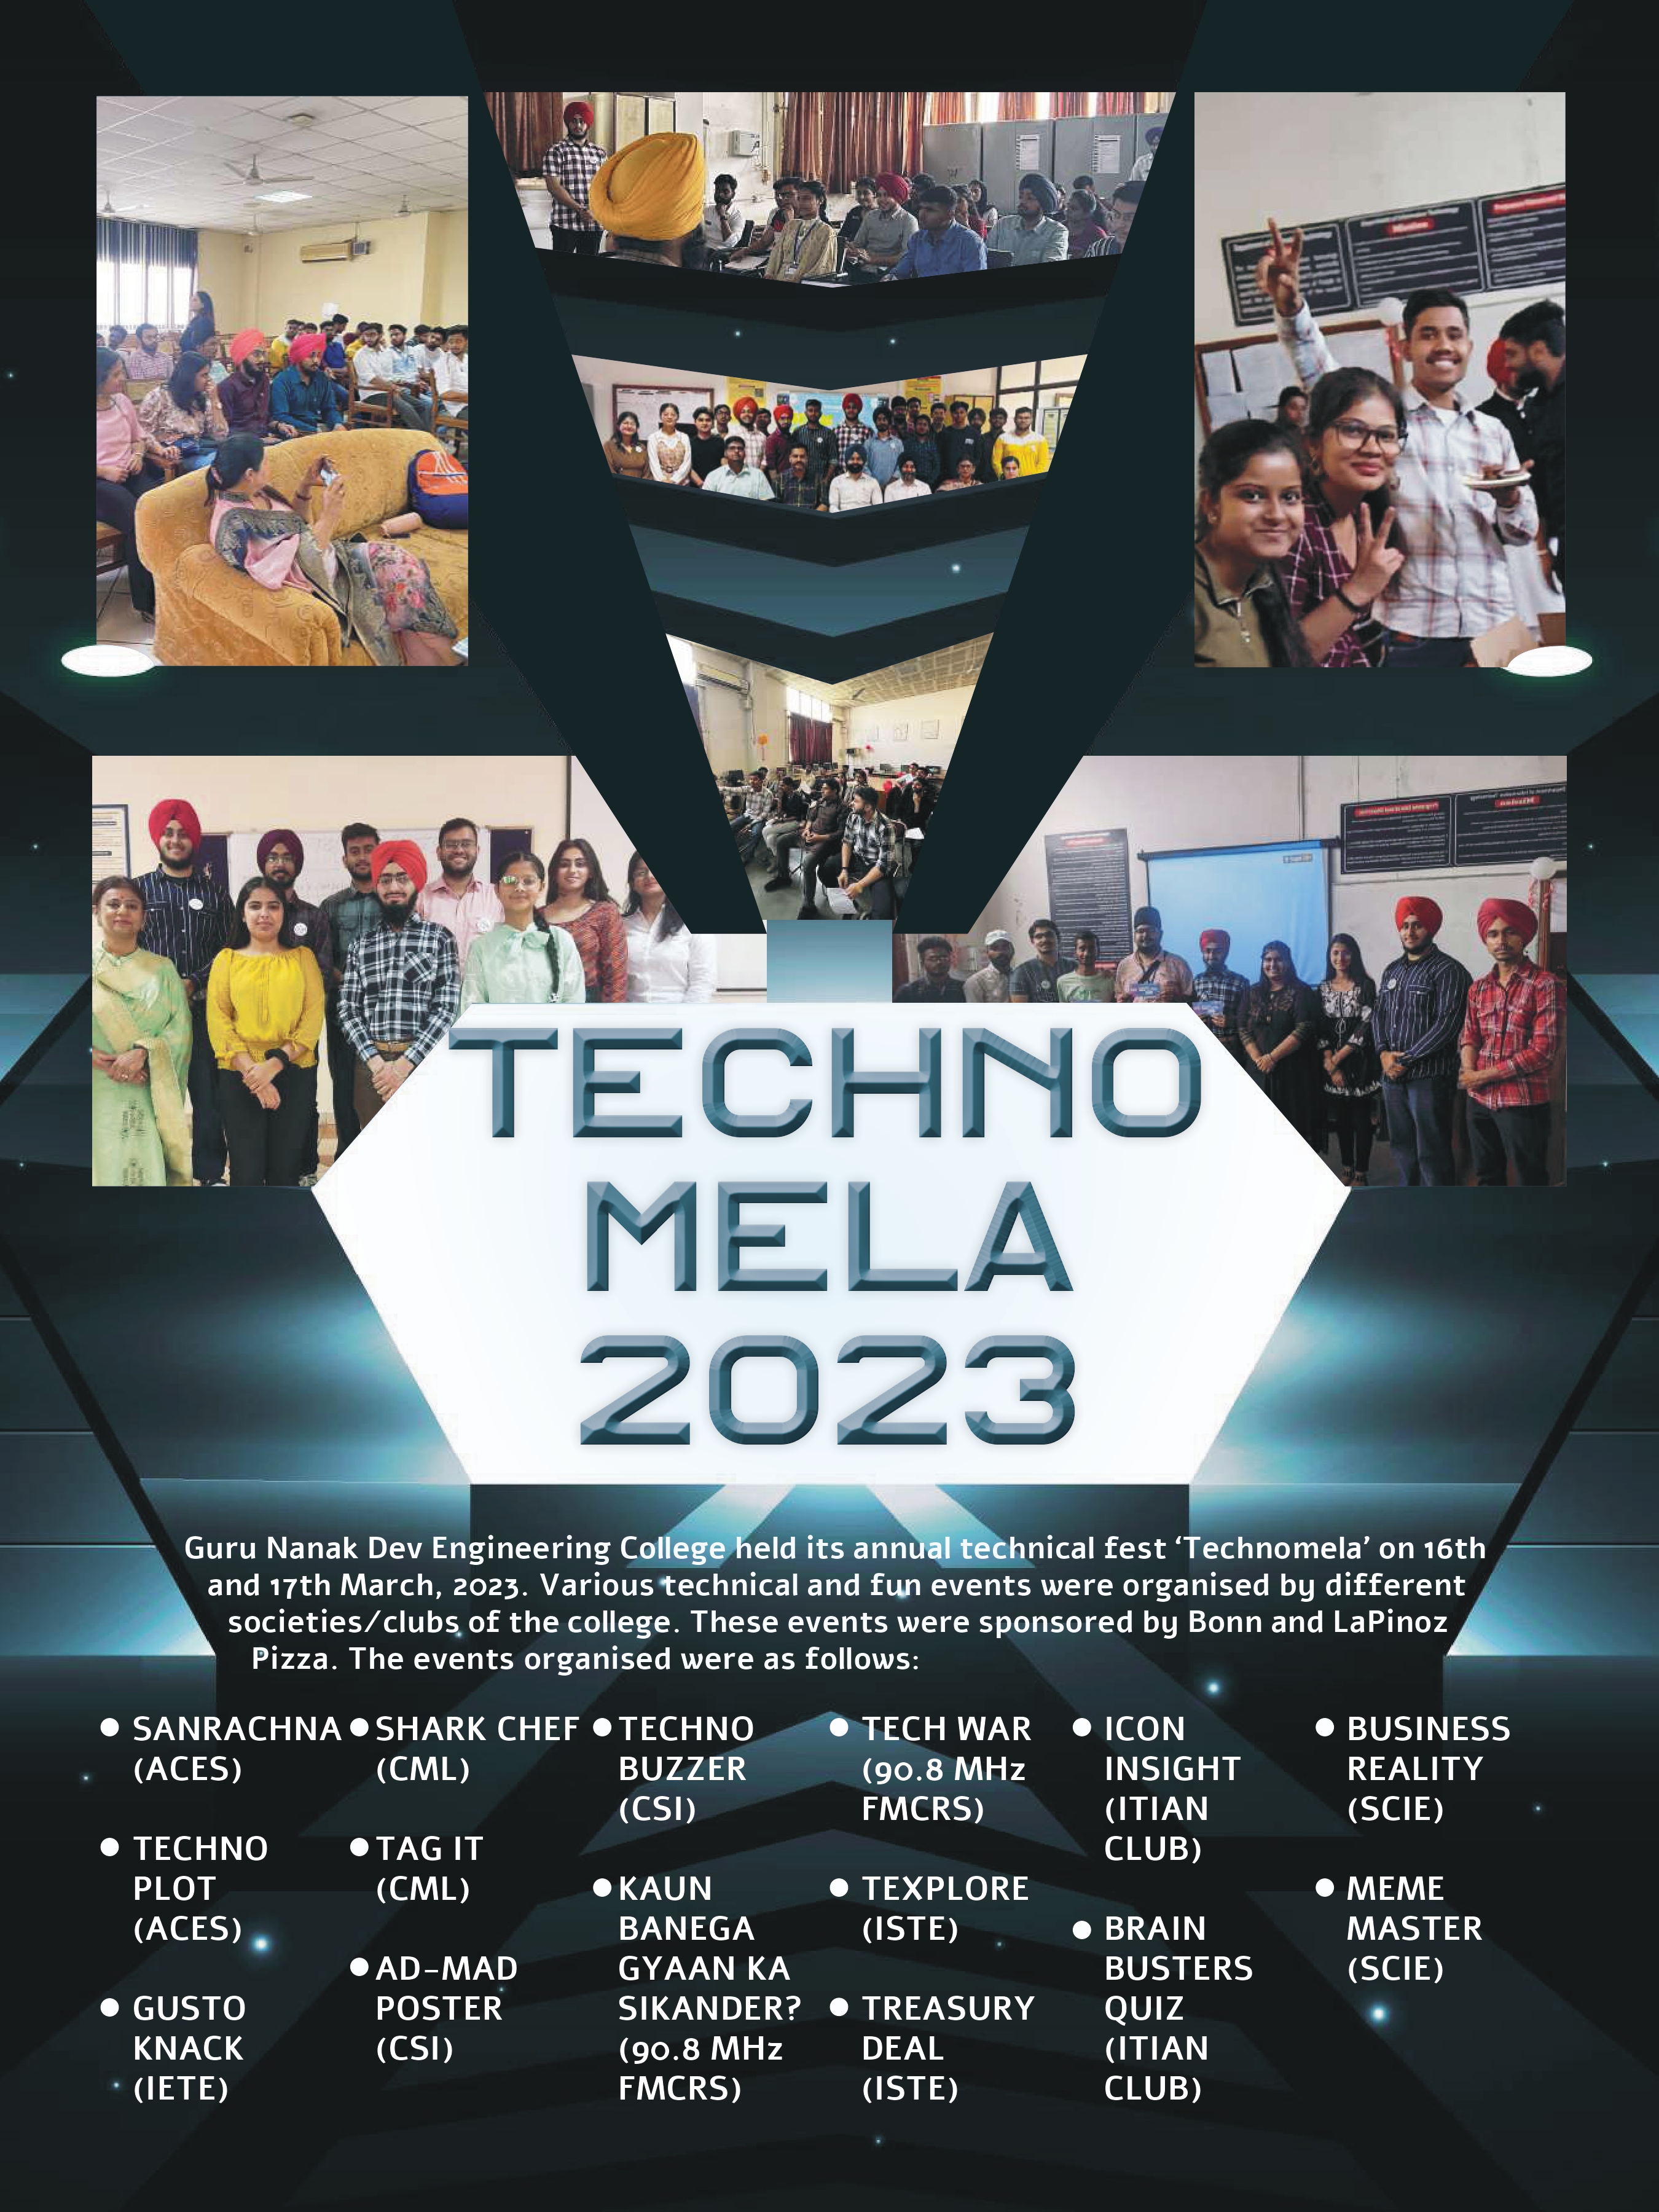 TECHNO
MELA
2023
Guru Nanak Dev Engineering College held its annual technical fest ‘Technomela’ on 16th
and 17th March, 2023. Various technical and fun events were organised by different
societies/clubs of the college. These events were sponsored by Bonn and LaPinoz
Pizza. The events organised were as follows:
● SANRACHNA
(ACES)
● TECHNO
PLOT
(ACES)
● GUSTO
KNACK
(IETE)
● SHARK CHEF
(CML)
● TAG IT
(CML)
● AD-MAD
POSTER
(CSI)
● TECHNO
BUZZER
(CSI)
● KAUN
BANEGA
GYAAN KA
SIKANDER?
(90.8 MHz
FMCRS)
● TECH WAR
(90.8 MHz
FMCRS)
● TEXPLORE
(ISTE)
● TREASURY
DEAL
(ISTE)
● ICON
INSIGHT
(ITIAN
CLUB)
● BRAIN
BUSTERS
QUIZ
(ITIAN
CLUB)
● BUSINESS
REALITY
(SCIE)
● MEME
MASTER
(SCIE)